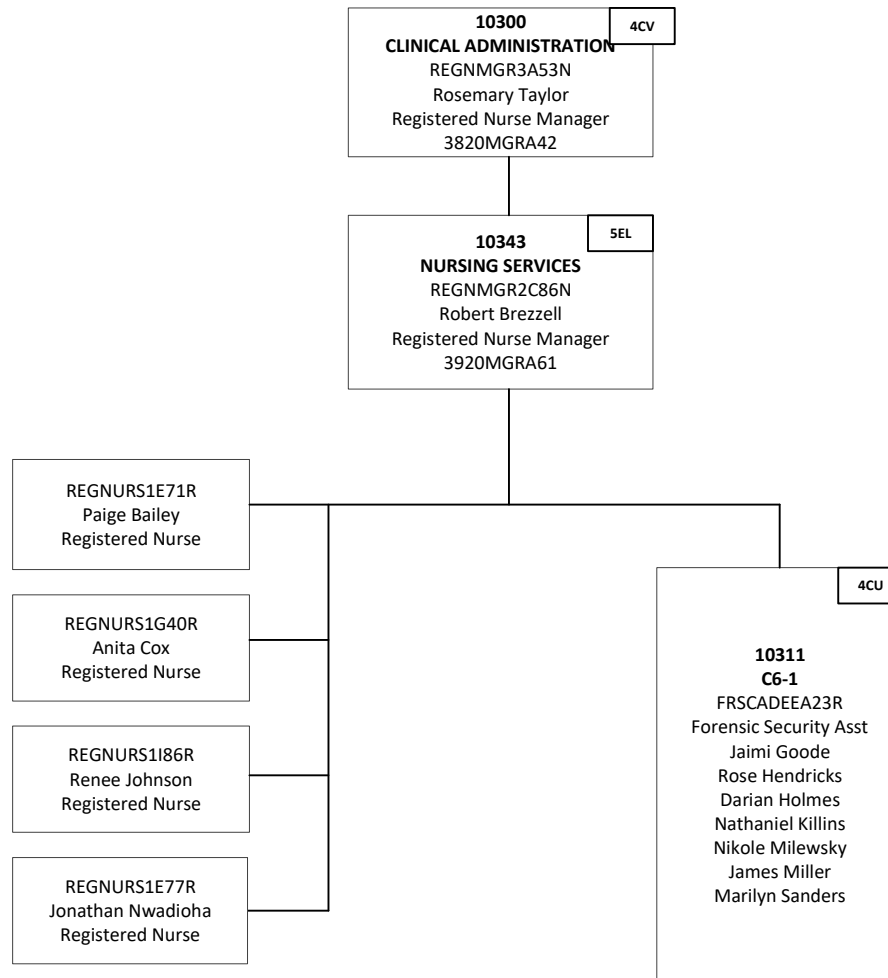 10300
4CV
CLINICAL ADMINISTRATION
REGNMGR3A53N
Rosemary Taylor
Registered Nurse Manager
3820MGRA42
5EL
10343
NURSING SERVICES
REGNMGR2C86N
Robert Brezzell
Registered Nurse Manager
3920MGRA61
REGNURS1E71R
Paige Bailey
Registered Nurse
REGNURS1G40R
Anita Cox
Registered Nurse
REGNURS1I86R
Renee Johnson
Registered Nurse
REGNURS1E77R
Jonathan Nwadioha
Registered Nurse
4CU
10311
C6-1
FRSCADEEA23R
Forensic Security Asst
Jaimi Goode
Rose Hendricks
Darian Holmes
Nathaniel Killins
Nikole Milewsky
James Miller
Marilyn Sanders